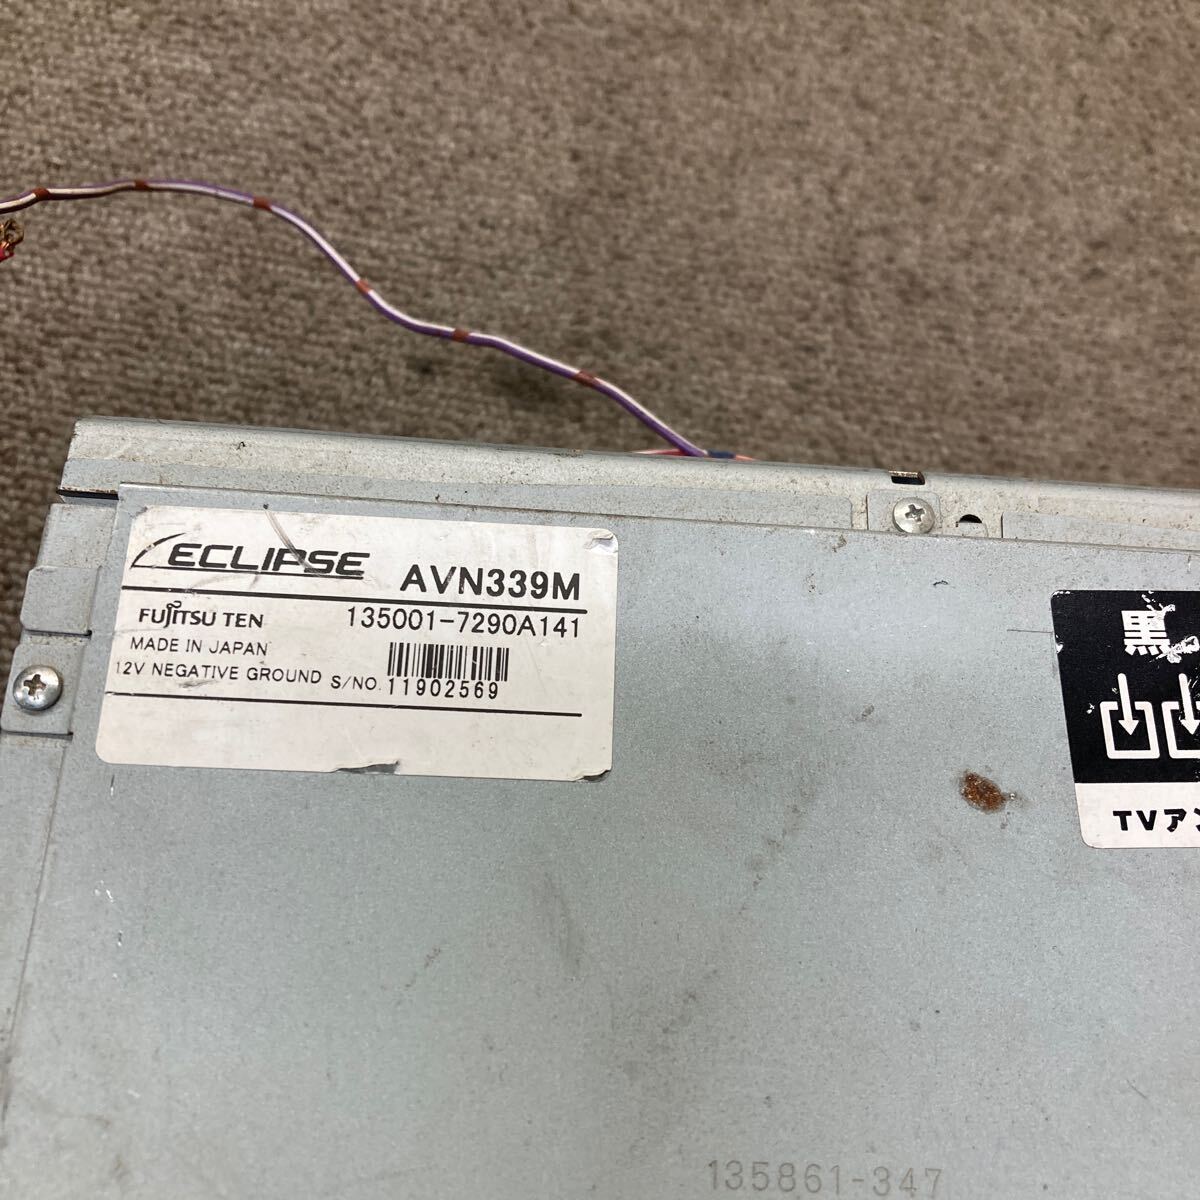 ECLIPSE AVN339M
FUJITSU TEN 135001-7290A141
MADE IN JAPAN
12V NEGATIVE GROUND S/NO. 11902569
黒
TVアン
135861-347